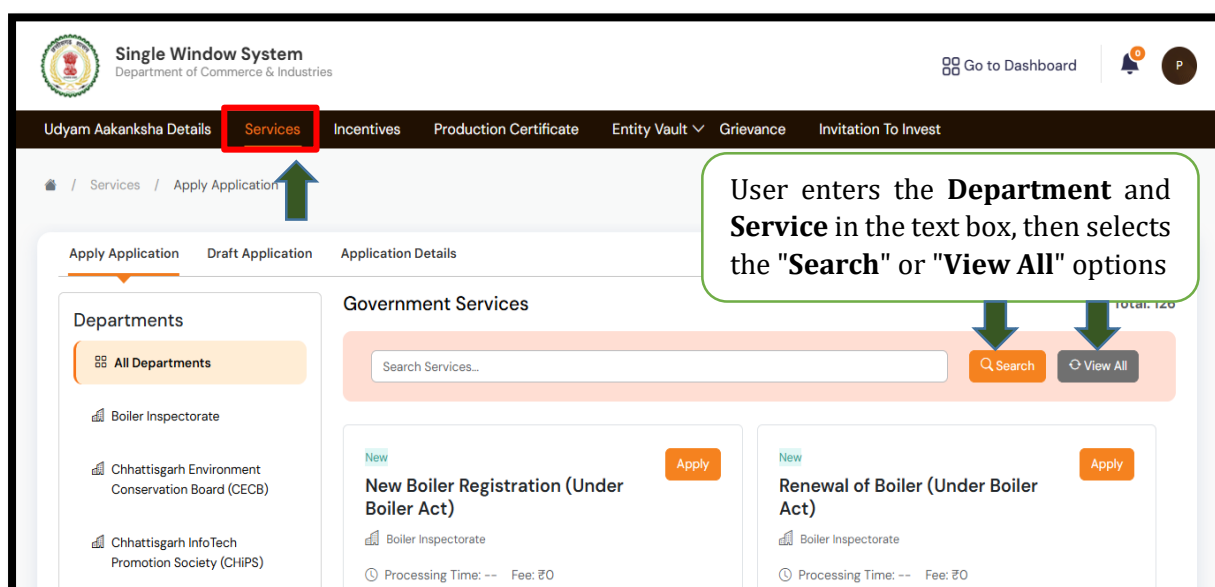 Single Window System
Department of Commerce & Industries
Go to Dashboard
0
P
Udyam Aakanksha Details Services Incentives Production Certificate Entity Vault Grievance Invitation To Invest
/ Services / Apply Application
User enters the Department and
Service in the text box, then selects
the "Search" or "View All" options
Apply Application Draft Application Application Details
Departments
All Departments
Boiler Inspectorate
Chhattisgarh Environment
Conservation Board (CECB)
Chhattisgarh InfoTech
Promotion Society (CHiPS)
Government Services
Total: 126
Search Services...
Search
View All
New
Apply
New Boiler Registration (Under
Boiler Act)
Boiler Inspectorate
Processing Time: -- Fee: ₹0
New
Apply
Renewal of Boiler (Under Boiler
Act)
Boiler Inspectorate
Processing Time: -- Fee: ₹0